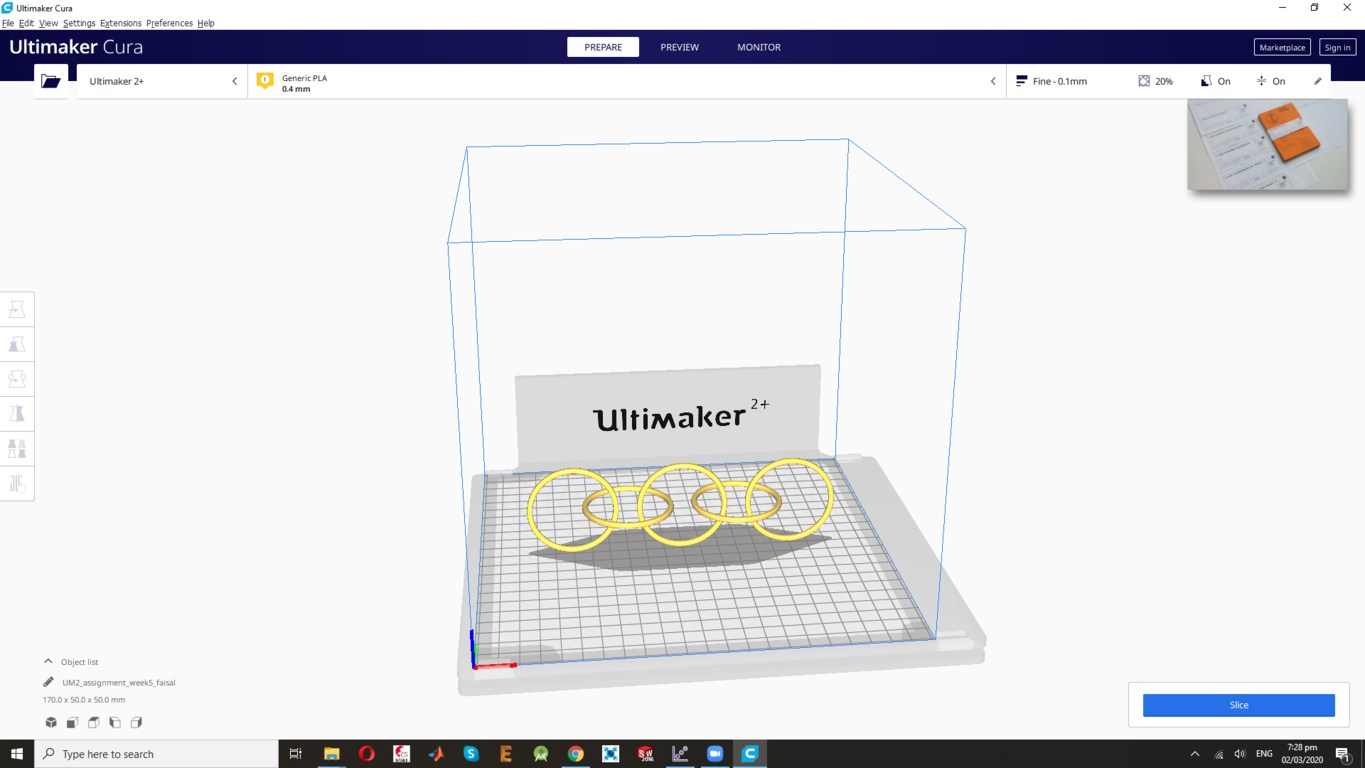 Ultimaker Cura
File Edit View Settings Extensions Preferences Help
Ultimaker Cura
PREPARE PREVIEW MONITOR
Marketplace Sign in
Ultimaker 2+
Generic PLA
0.4 mm
Fine - 0.1mm
20%
On
On
Ultimaker 2+
Object list
UM2_assignment_week5_faisal
170.0 x 50.0 x 50.0 mm
Slice
Type here to search
ENG
7:28 pm
02/03/2020